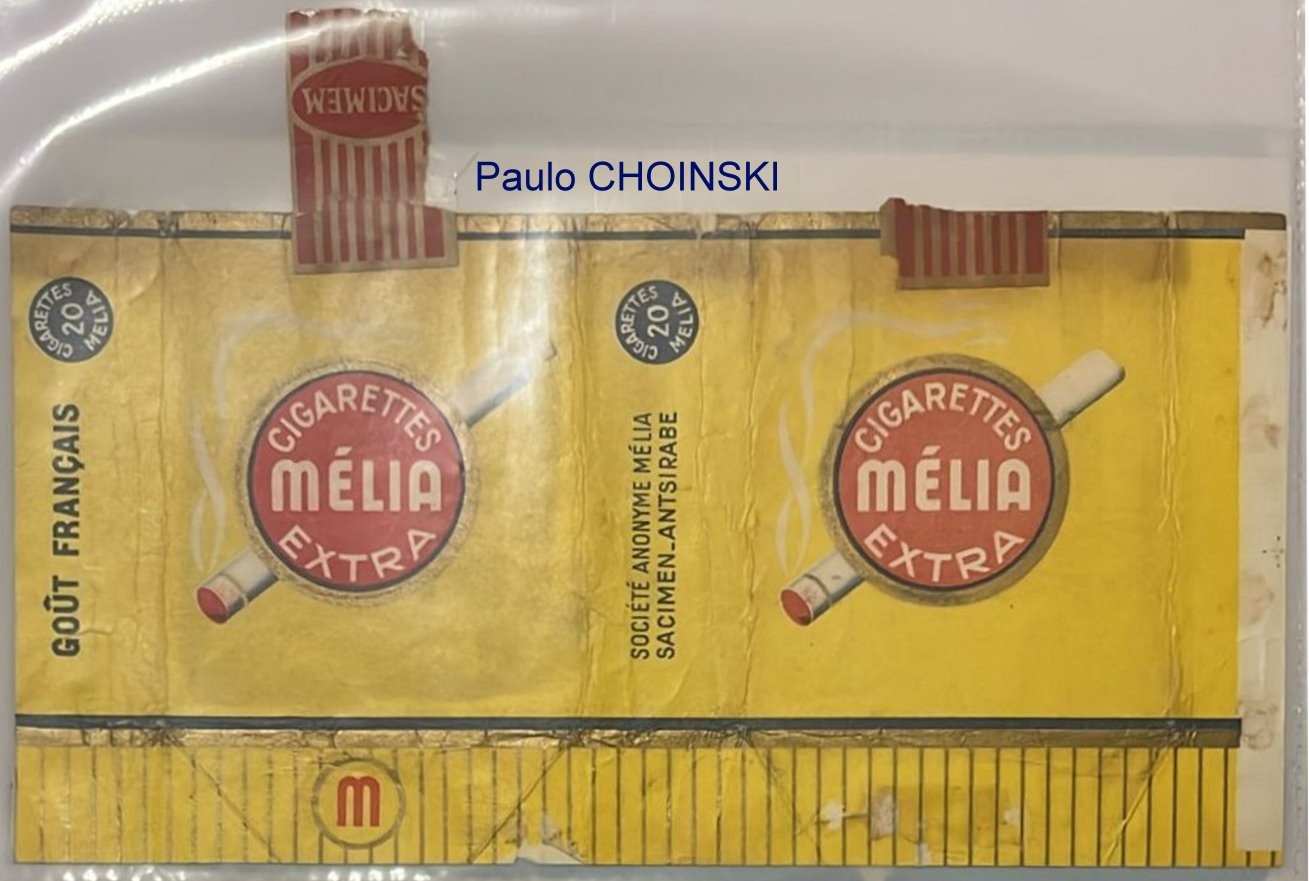 SACIMEM
Paulo CHOINSKI
CIGARETTES
20
MELIA
GOÛT FRANÇAIS
CIGARETTES
MÉLIA
EXTRA
CIGARETTES
20
MELIA
SOCIÉTÉ ANONYME MÉLIA
SACIMEN_ANTSIRABE
CIGARETTES
MÉLIA
EXTRA
m